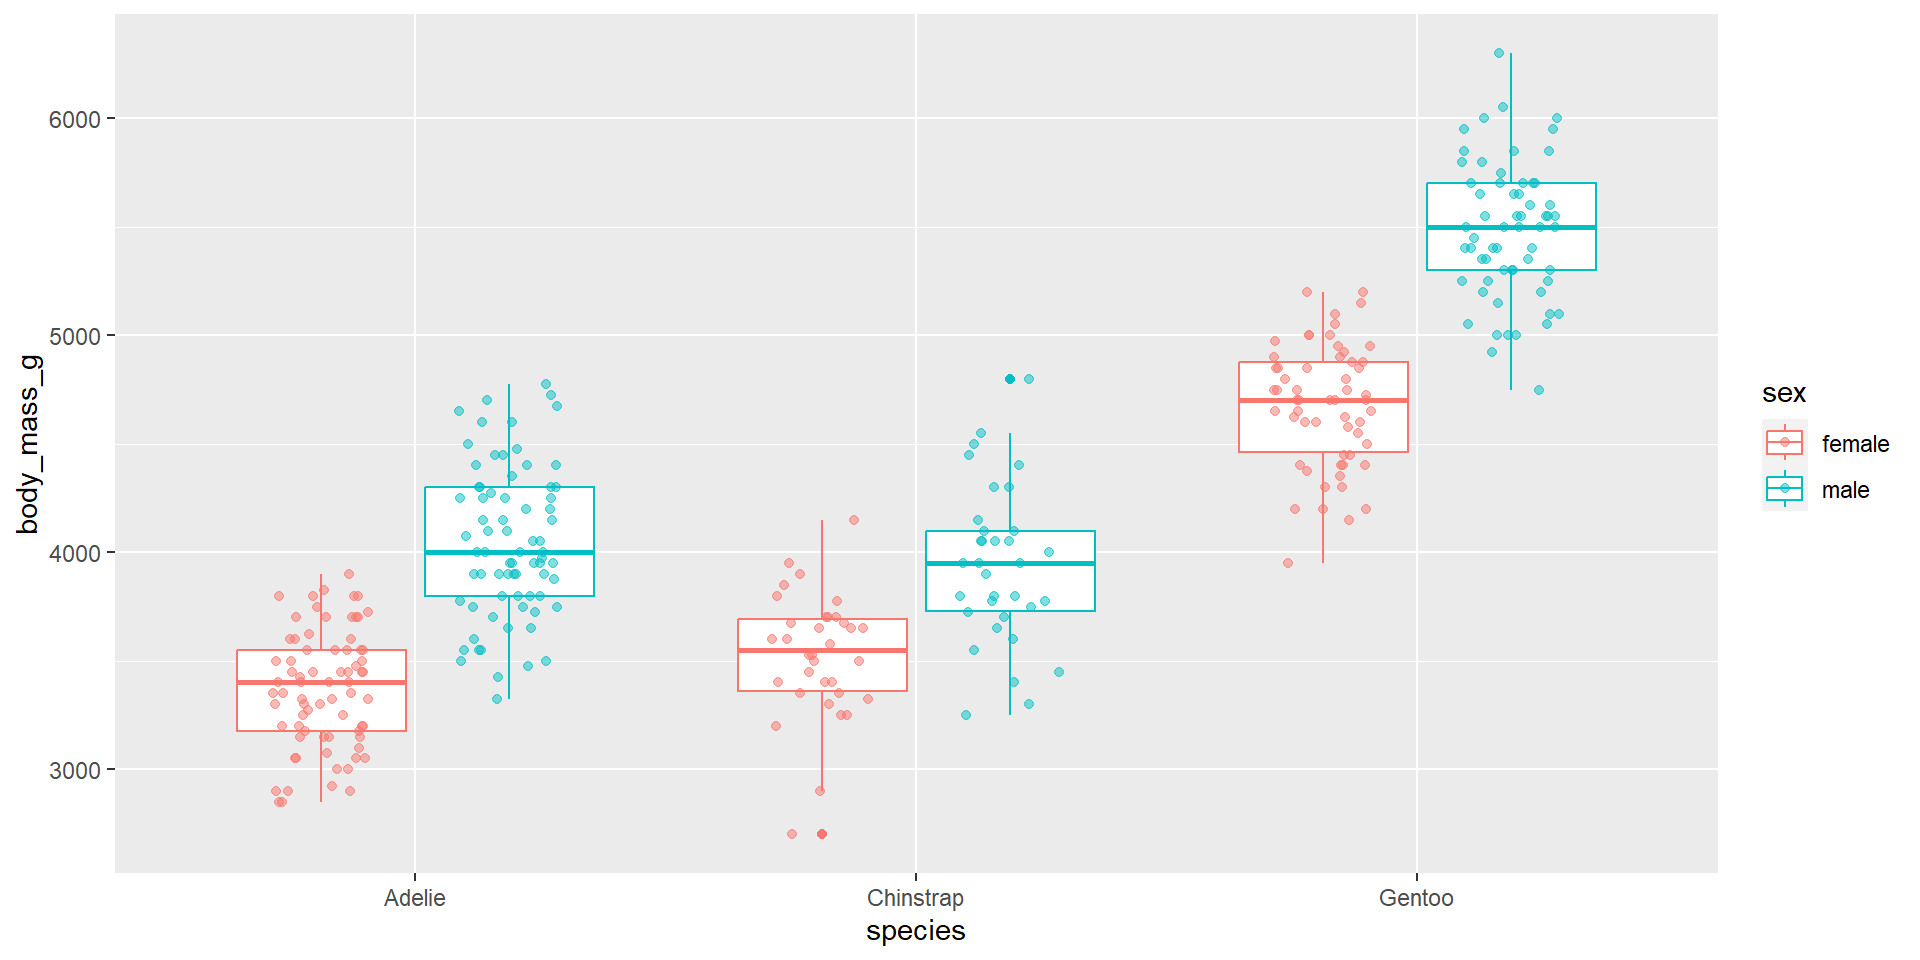 body_mass_g
6000
5000
4000
3000
Adelie
Chinstrap
Gentoo
species
sex
female
male